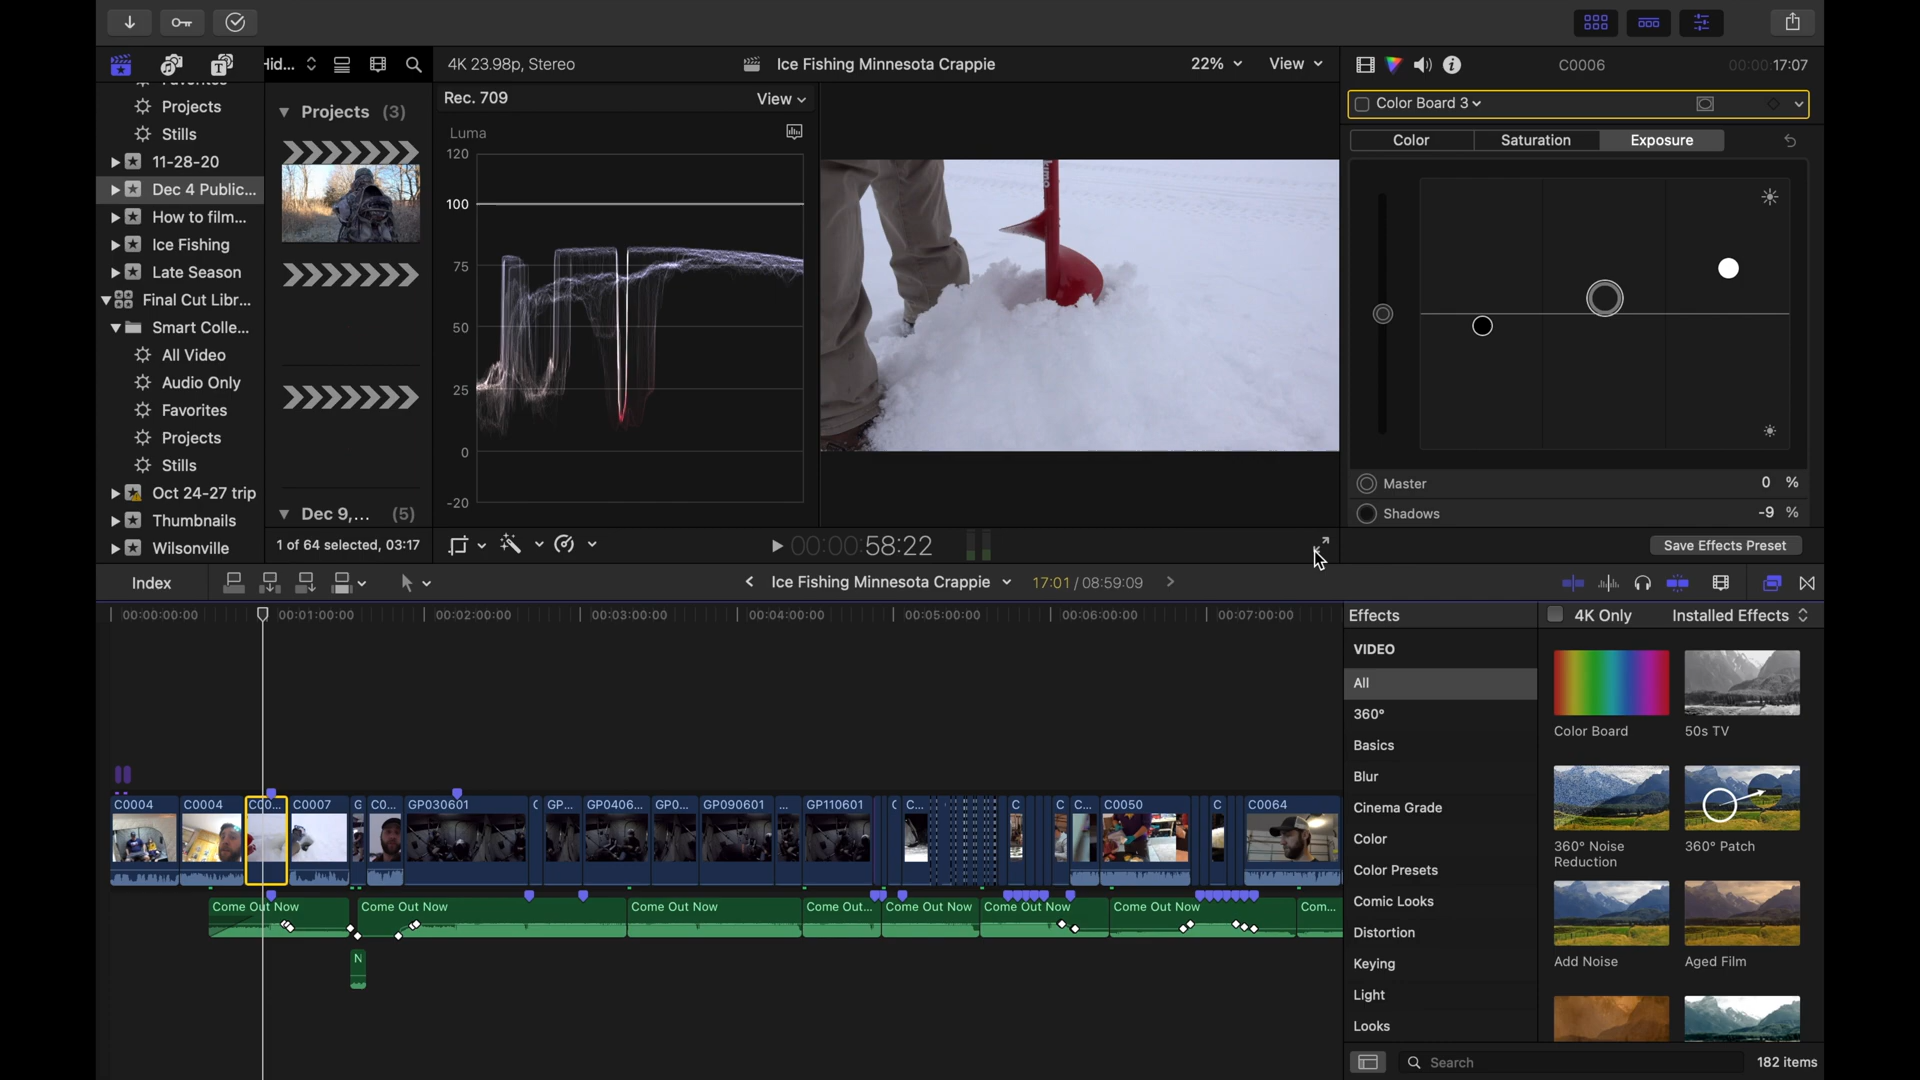 Hid...
4K 23.98p, Stereo
Ice Fishing Minnesota Crappie
22%
View
C0006
00:00:17:07
Projects
Stills
11-28-20
Dec 4 Public...
How to film...
Ice Fishing
Late Season
Final Cut Libr...
Smart Colle...
All Video
Audio Only
Favorites
Projects
Stills
Oct 24-27 trip
Thumbnails
Wilsonville
Projects (3)
Dec 9,... (5)
1 of 64 selected, 03:17
Rec. 709
View
Luma
120
100
75
50
25
0
-20
Color Board 3
Color
Saturation
Exposure
Master
0 %
Shadows
-9 %
Save Effects Preset
00:00:58:22
Index
Ice Fishing Minnesota Crappie
17:01 / 08:59:09
00:00:00:00
00:01:00:00
00:02:00:00
00:03:00:00
00:04:00:00
00:05:00:00
00:06:00:00
00:07:00:00
C0004
C0004
C00...
C0007
G
C0...
GP030601
C
GP...
GP0406...
GP0...
GP090601
...
GP110601
C
C...
C
C
C...
C0050
C
C0064
Come Out Now
Come Out Now
Come Out Now
Come Out...
Come Out Now
Come Out Now
Come Out Now
Com...
N
Effects
4K Only
Installed Effects
VIDEO
All
360°
Basics
Blur
Cinema Grade
Color
Color Presets
Comic Looks
Distortion
Keying
Light
Looks
Color Board
50s TV
360° Noise
Reduction
360° Patch
Add Noise
Aged Film
Search
182 items